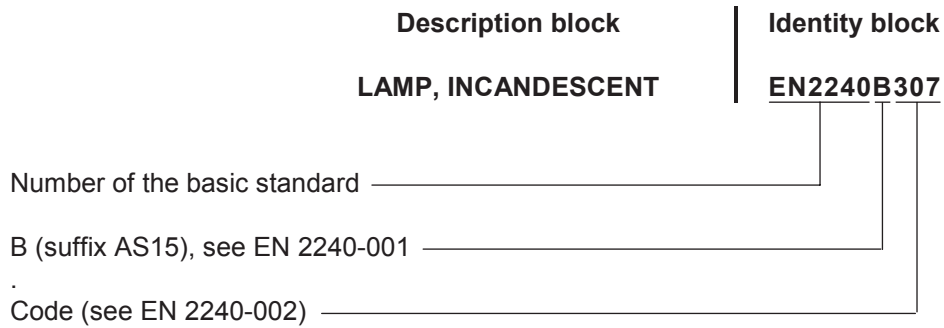 Description block Identity block
LAMP, INCANDESCENT EN2240B307
Number of the basic standard
B (suffix AS15), see EN 2240-001
.
Code (see EN 2240-002)